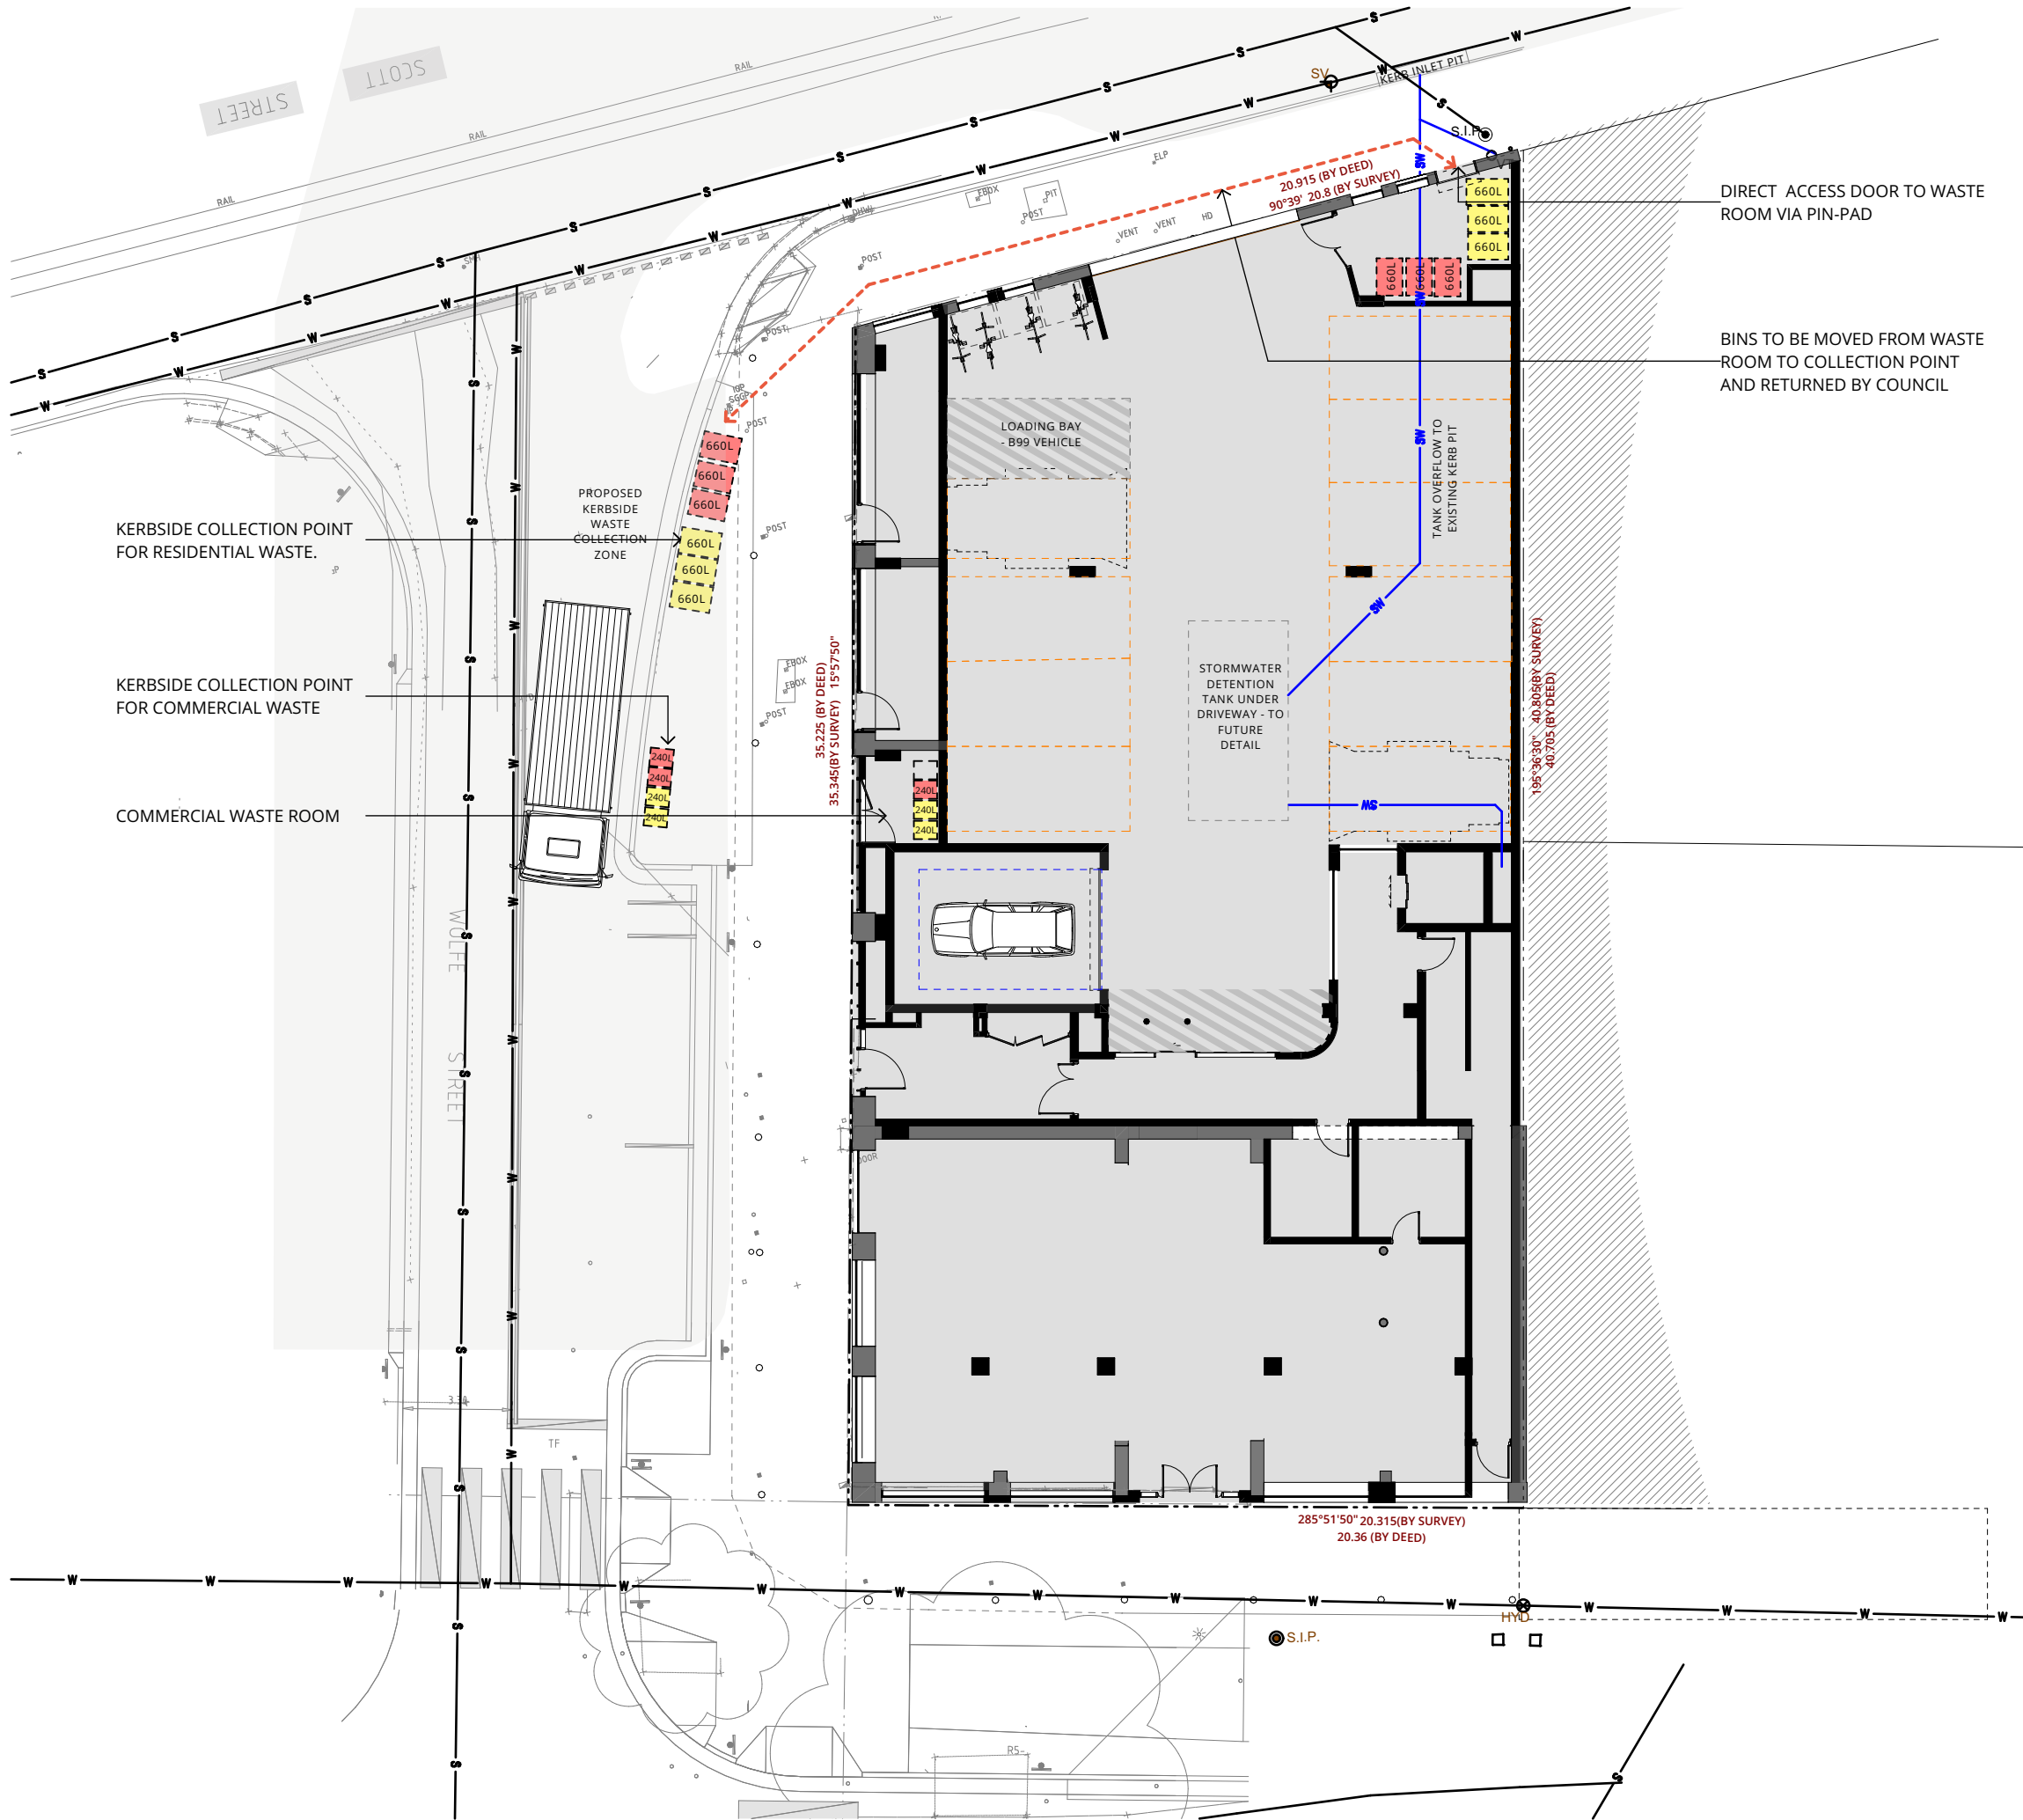 SCOTT
STREET
RAIL
RAIL
RAIL
SV
KERB INLET PIT
S.I.P.
ELP
EBOX
PIT
POST
VENT
VENT
HD
POST
SMH
20.915 (BY DEED)
90°39' 20.8 (BY SURVEY)
660L
660L
660L
660L
660L
660L
DIRECT ACCESS DOOR TO WASTE
ROOM VIA PIN-PAD
BINS TO BE MOVED FROM WASTE
ROOM TO COLLECTION POINT
AND RETURNED BY COUNCIL
POST
POST
660L
660L
660L
660L
660L
660L
LOADING BAY
- B99 VEHICLE
TANK OVERFLOW TO
EXISTING KERB PIT
PROPOSED
KERBSIDE
WASTE
COLLECTION
ZONE
KERBSIDE COLLECTION POINT
FOR RESIDENTIAL WASTE.
POST
EBOX
EBOX
POST
KERBSIDE COLLECTION POINT
FOR COMMERCIAL WASTE
240L
240L
240L
240L
COMMERCIAL WASTE ROOM
240L
240L
240L
STORMWATER
DETENTION
TANK UNDER
DRIVEWAY - TO
FUTURE
DETAIL
35.225 (BY DEED)
35.345(BY SURVEY) 15°57'50"
195°36'30" 40.805(BY SURVEY)
40.705 (BY DEED)
SW
SW
SW
SW
SW
WOLFE
STREET
TF
285°51'50" 20.315(BY SURVEY)
20.36 (BY DEED)
HYD
S.I.P.